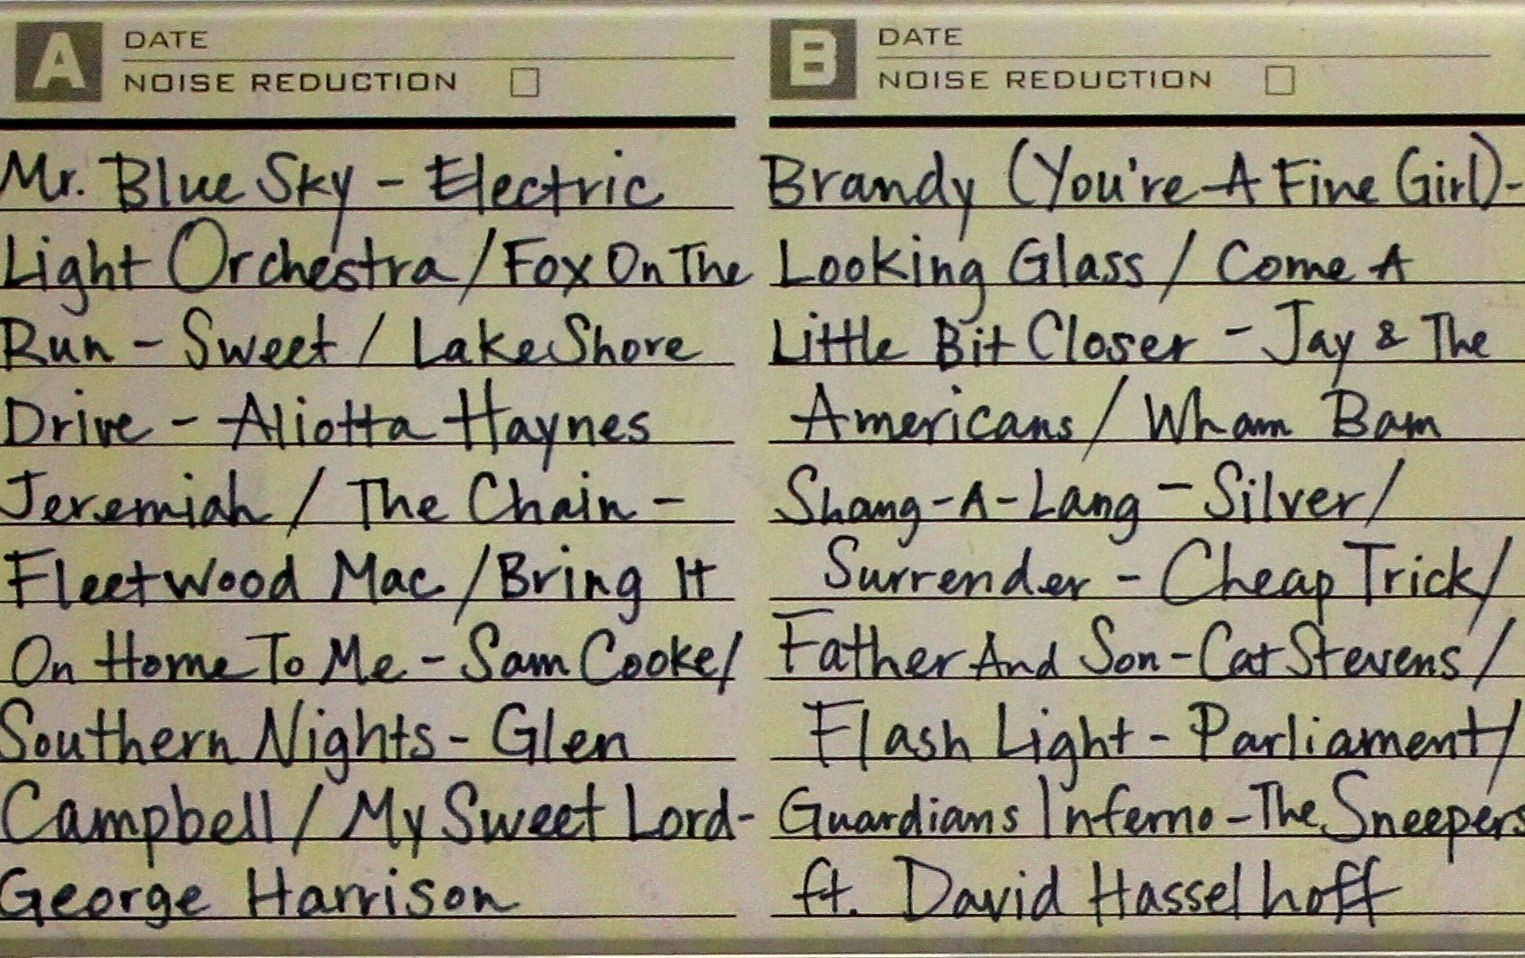 A DATE
NOISE REDUCTION
Mr. Blue Sky - Electric
Light Orchestra / Fox On The
Run - Sweet / Lake Shore
Drive - Aliotta Haynes
Jeremiah / The Chain -
Fleetwood Mac / Bring It
On Home To Me - Sam Cooke /
Southern Nights - Glen
Campbell / My Sweet Lord -
George Harrison
B DATE
NOISE REDUCTION
Brandy (You're A Fine Girl) -
Looking Glass / Come A
Little Bit Closer - Jay & The
Americans / Wham Bam
Shang-A-Lang - Silver /
Surrender - Cheap Trick /
Father And Son - Cat Stevens /
Flash Light - Parliament /
Guardians Inferno - The Sneepers
ft. David Hasselhoff